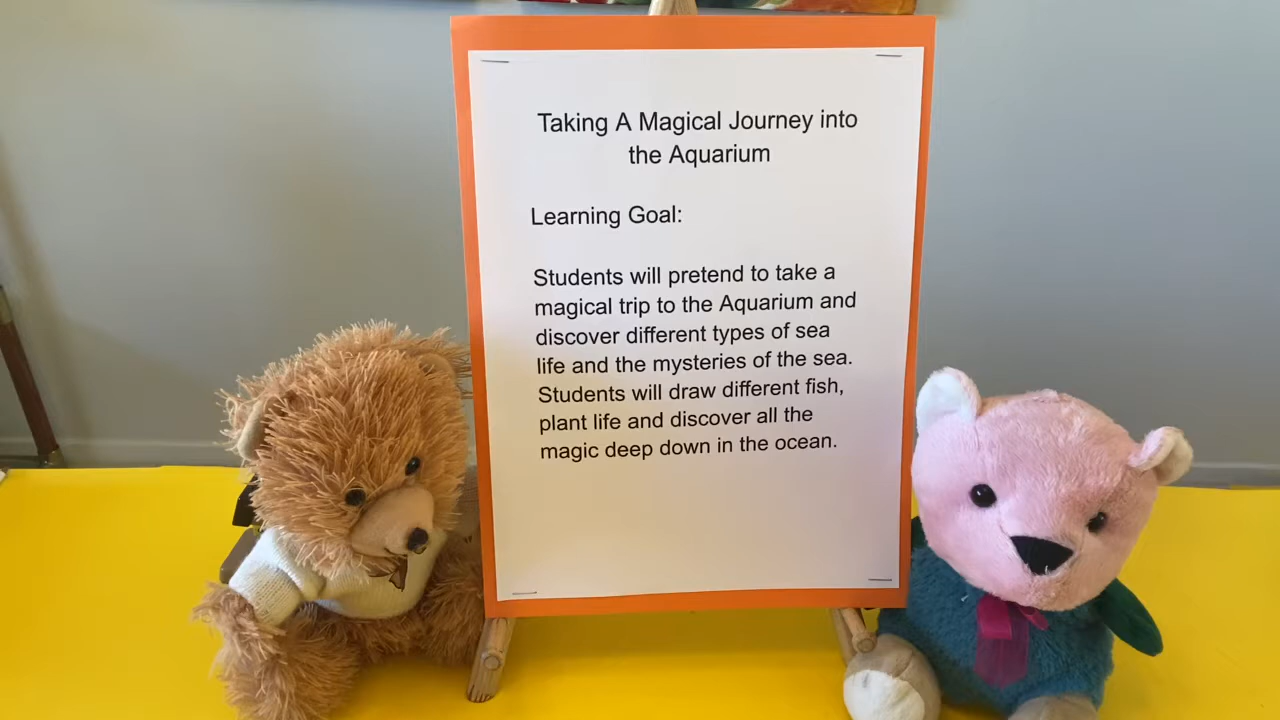 Taking A Magical Journey into
the Aquarium
Learning Goal:
Students will pretend to take a
magical trip to the Aquarium and
discover different types of sea
life and the mysteries of the sea.
Students will draw different fish,
plant life and discover all the
magic deep down in the ocean.